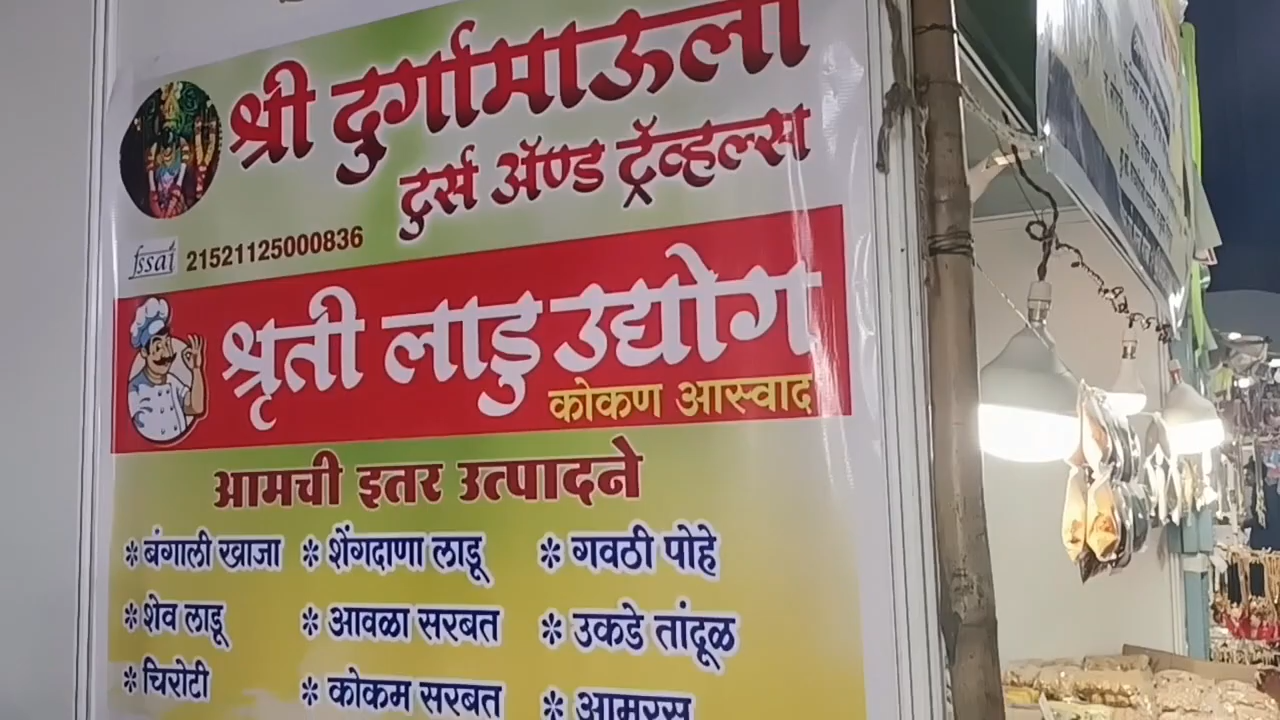 श्री दुर्गामाऊली
टुर्स ॲण्ड ट्रॅव्हल्स
fssai 21521125000836
श्रृती लाडु उद्योग
कोकण आस्वाद
आमची इतर उत्पादने
* बंगाली खाजा * शेंगदाणा लाडू * गवठी पोहे
* शेव लाडू * आवळा सरबत * उकडे तांदूळ
* चिरोटी * कोकम सरबत * आमरस